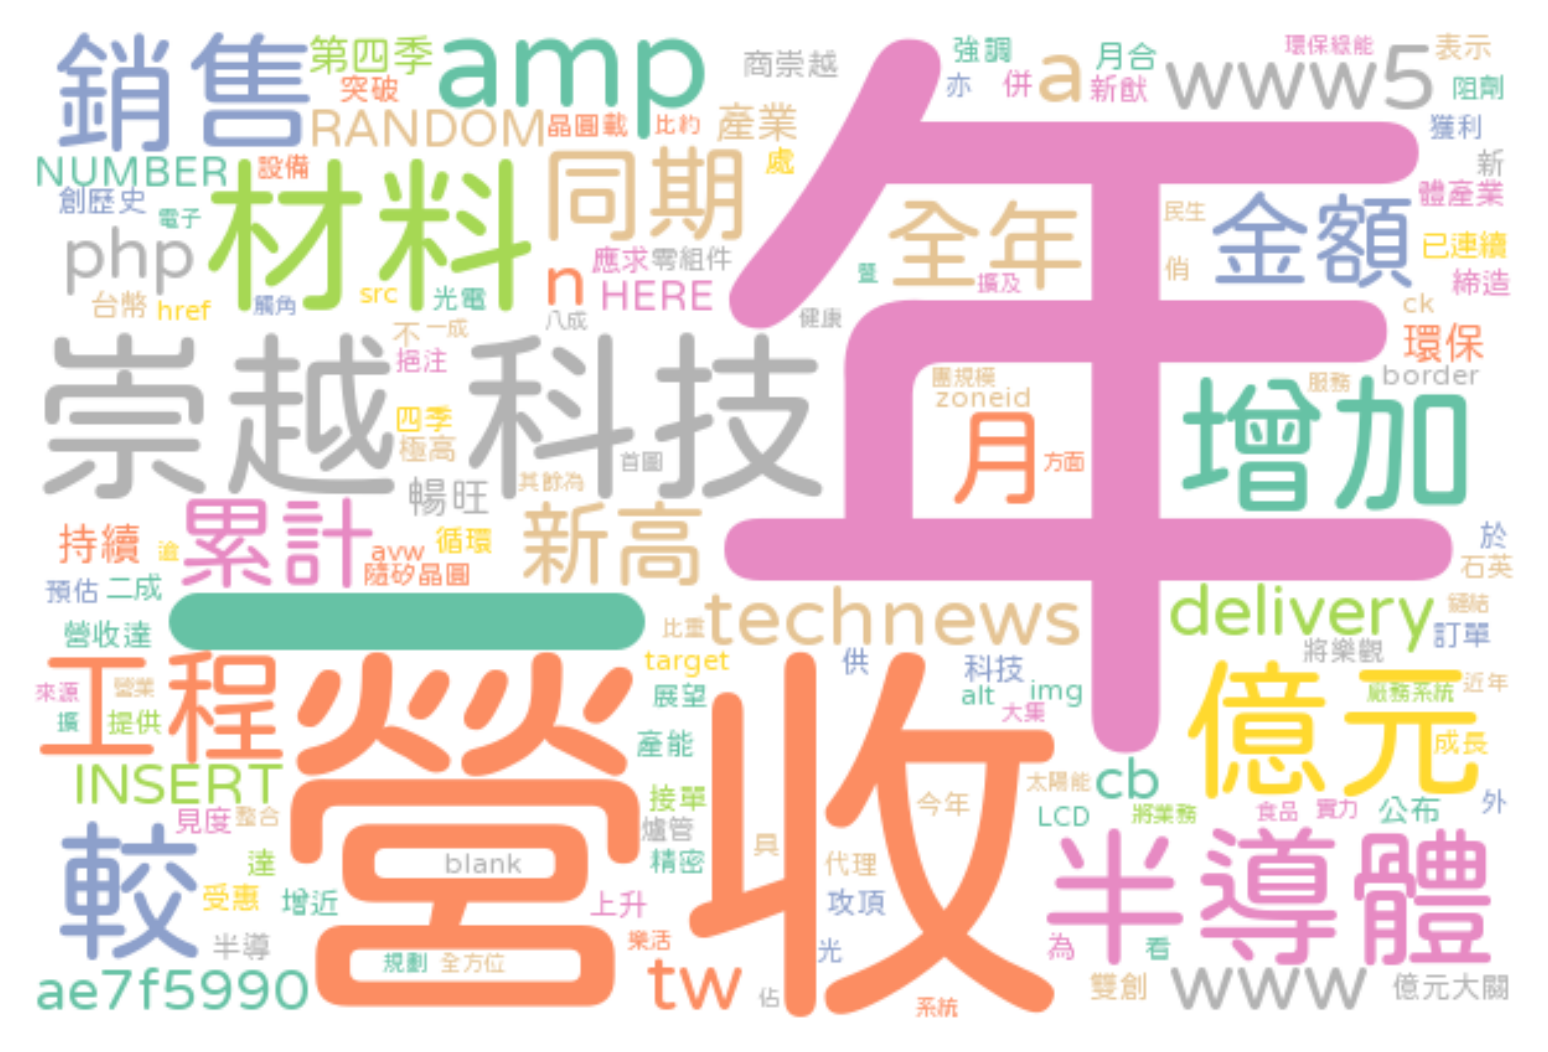 銷售
第四季
突破
amp
商崇越
強調
亦
併
a
月合
新猷
www5
環保綠能
表示
阻劑
RANDOM
晶圓載
比約
產業
獲利
新
NUMBER
設備
創歷史
電子
材料
同期
處
年
體產業
php
應求
零組件
全年
民生
金額
已連續
台幣
href
觸角
src
光電
n
HERE
暨
擴及
俏
締造
八成
健康
ck
環保
不
一成
挹注
崇越科技
團規模
zoneid
服務
border
四季
極高
首圖
月
方面
增加
暢旺
其餘為
持續
逾
累計
avw
循環
隨矽晶圓
新高
於
石英
預估
二成
營收達
一
比重
technews
delivery
鏈結
訂單
將樂觀
工程
來源
營業
擴
提供
target
展望
供
科技
alt
img
大集
億元
廠務系統
近年
成長
營收
產能
INSERT
見度
整合
接單
爐管
精密
太陽能
cb
LCD
將業務
食品
實力
公布
外
今年
具
代理
較
達
受惠
增近
blank
上升
攻頂
半導體
半導
樂活
光
為
看
ae7f5990
規劃
全方位
tw
佔
系統
雙創
www
億元大關